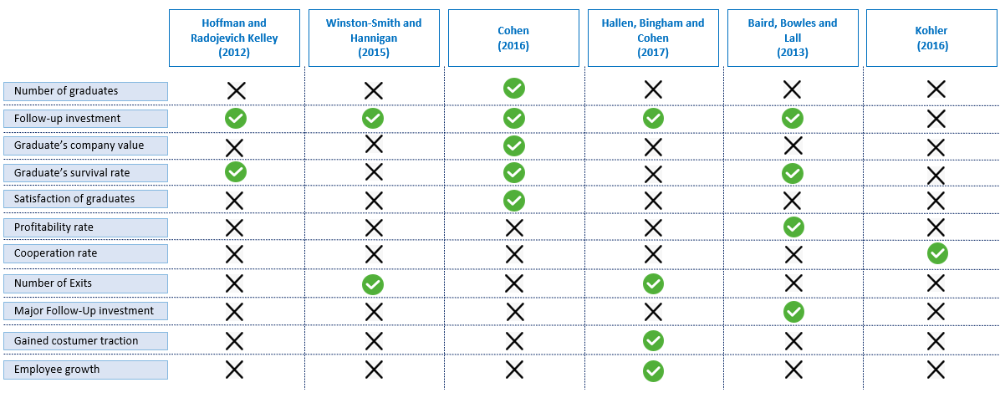 Hoffman and
Radojevich Kelley
(2012)
Winston-Smith and
Hannigan
(2015)
Cohen
(2016)
Hallen, Bingham and
Cohen
(2017)
Baird, Bowles and
Lall
(2013)
Kohler
(2016)
Number of graduates
Follow-up investment
Graduate’s company value
Graduate’s survival rate
Satisfaction of graduates
Profitability rate
Cooperation rate
Number of Exits
Major Follow-Up investment
Gained costumer traction
Employee growth